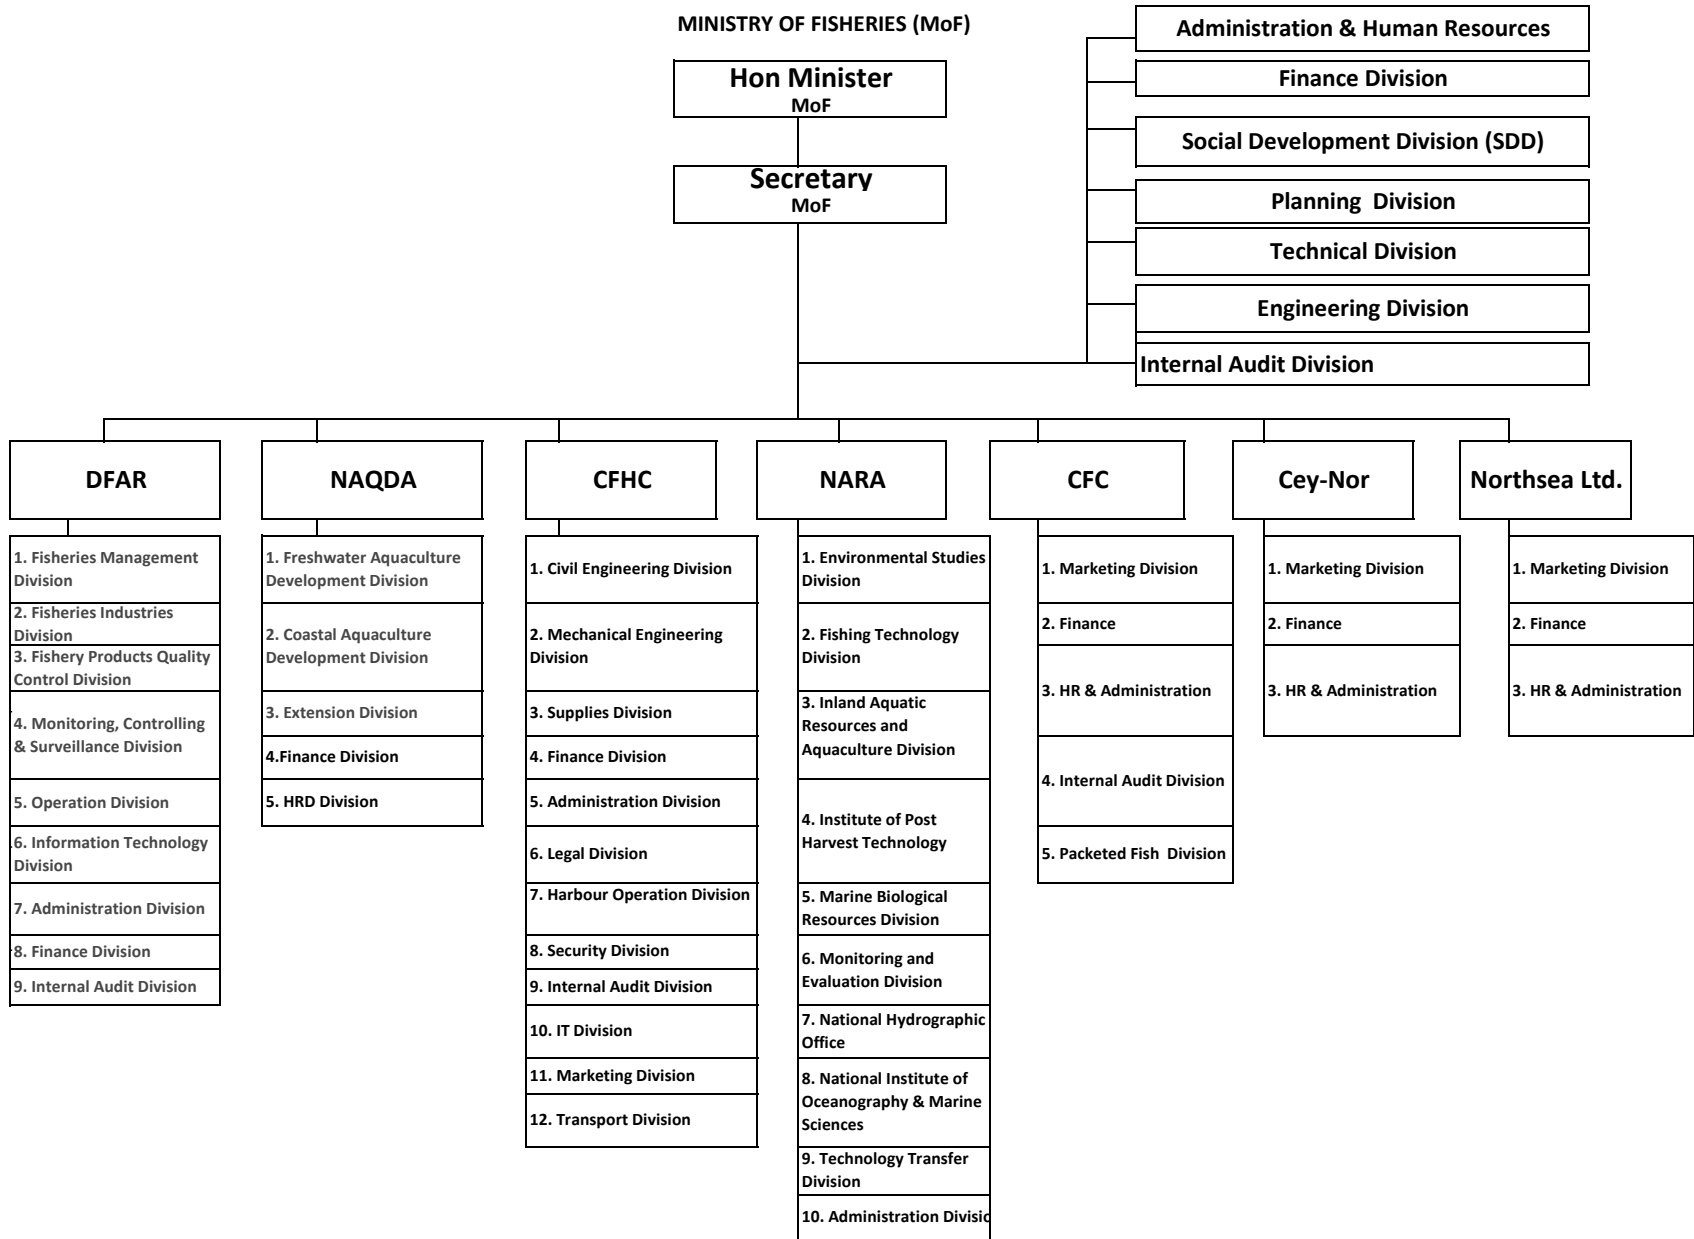 MINISTRY OF FISHERIES (MoF)
Hon Minister
MoF
Secretary
MoF
Administration & Human Resources
Finance Division
Social Development Division (SDD)
Planning Division
Technical Division
Engineering Division
Internal Audit Division
DFAR
1. Fisheries Management
Division
2. Fisheries Industries
Division
3. Fishery Products Quality
Control Division
4. Monitoring, Controlling
& Surveillance Division
5. Operation Division
6. Information Technology
Division
7. Administration Division
8. Finance Division
9. Internal Audit Division
NAQDA
1. Freshwater Aquaculture
Development Division
2. Coastal Aquaculture
Development Division
3. Extension Division
4.Finance Division
5. HRD Division
CFHC
1. Civil Engineering Division
2. Mechanical Engineering
Division
3. Supplies Division
4. Finance Division
5. Administration Division
6. Legal Division
7. Harbour Operation Division
8. Security Division
9. Internal Audit Division
10. IT Division
11. Marketing Division
12. Transport Division
NARA
1. Environmental Studies
Division
2. Fishing Technology
Division
3. Inland Aquatic
Resources and
Aquaculture Division
4. Institute of Post
Harvest Technology
5. Marine Biological
Resources Division
6. Monitoring and
Evaluation Division
7. National Hydrographic
Office
8. National Institute of
Oceanography & Marine
Sciences
9. Technology Transfer
Division
10. Administration Divisio
CFC
1. Marketing Division
2. Finance
3. HR & Administration
4. Internal Audit Division
5. Packeted Fish Division
Cey-Nor
1. Marketing Division
2. Finance
3. HR & Administration
Northsea Ltd.
1. Marketing Division
2. Finance
3. HR & Administration